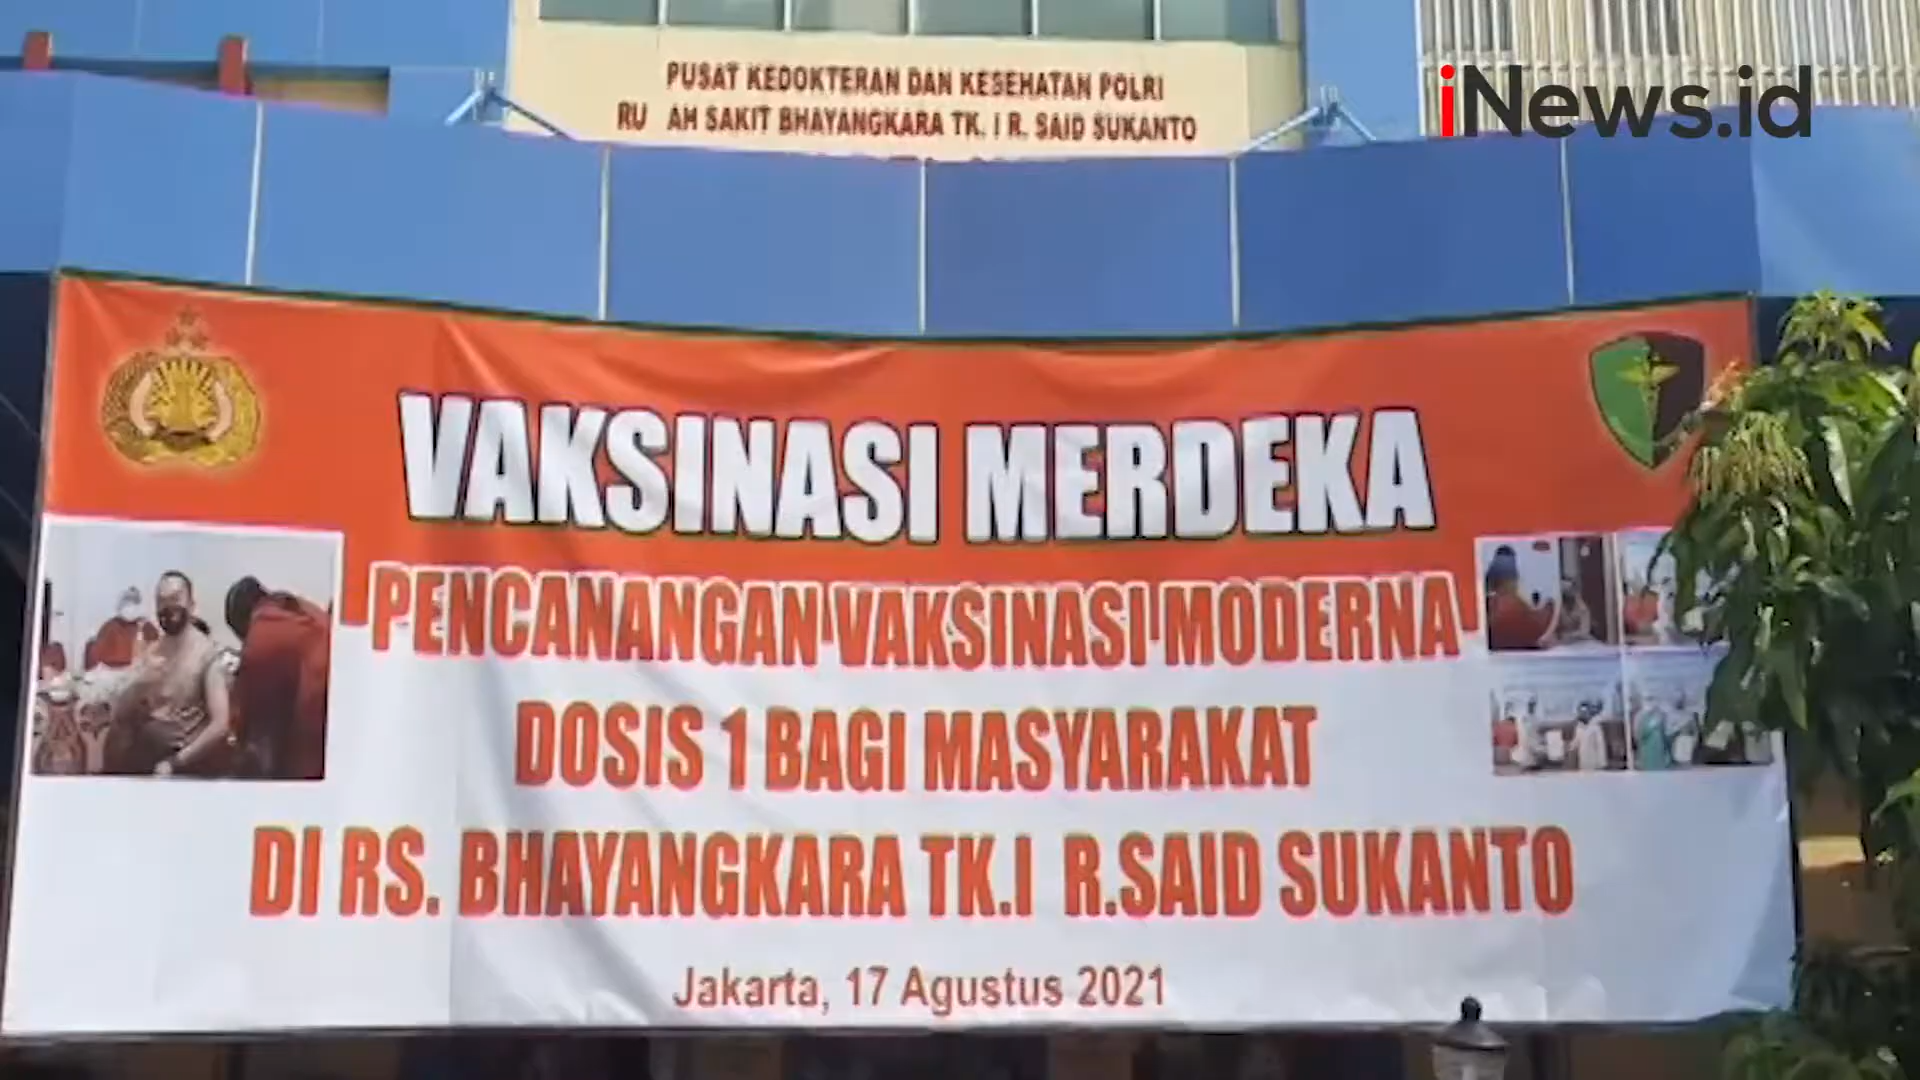 PUSAT KEDOKTERAN DAN KESEHATAN POLRI
RU AH SAKIT BHAYANGKARA TK. I R. SAID SUKANTO
iNews.id
VAKSINASI MERDEKA
PENCANANGAN VAKSINASI MODERNA
DOSIS 1 BAGI MASYARAKAT
DI RS. BHAYANGKARA TK.I R.SAID SUKANTO
Jakarta, 17 Agustus 2021